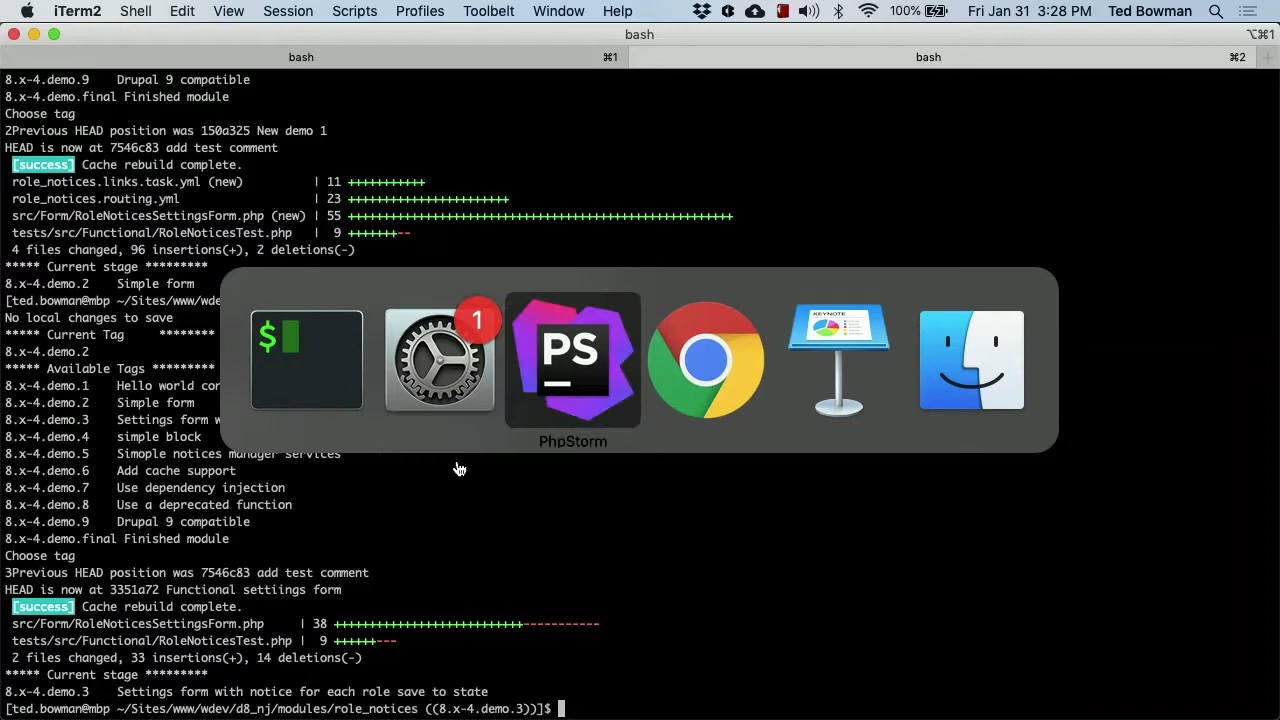 iTerm2 Shell Edit View Session Scripts Profiles Toolbelt Window Help 100% Fri Jan 31 3:28 PM Ted Bowman
bash ⌥⌘1
bash ⌘1 bash ⌘2 +
8.x-4.demo.9 Drupal 9 compatible
8.x-4.demo.final Finished module
Choose tag
2Previous HEAD position was 150a325 New demo 1
HEAD is now at 7546c83 add test comment
[success] Cache rebuild complete.
role_notices.links.task.yml (new) | 11 +++++++++++
role_notices.routing.yml | 23 +++++++++++++++++++++++
src/Form/RoleNoticesSettingsForm.php (new) | 55 +++++++++++++++++++++++++++++++++++++++++++++++++++++++
tests/src/Functional/RoleNoticesTest.php | 9 +++++++--
4 files changed, 96 insertions(+), 2 deletions(-)
***** Current stage *********
8.x-4.demo.2 Simple form
[ted.bowman@mbp ~/Sites/www/wde
No local changes to save
***** Current Tag ********
8.x-4.demo.2
***** Available Tags *******
8.x-4.demo.1 Hello world con
8.x-4.demo.2 Simple form
8.x-4.demo.3 Settings form w
8.x-4.demo.4 simple block
8.x-4.demo.5 Simople notices manager services
8.x-4.demo.6 Add cache support
8.x-4.demo.7 Use dependency injection
8.x-4.demo.8 Use a deprecated function
8.x-4.demo.9 Drupal 9 compatible
8.x-4.demo.final Finished module
Choose tag
3Previous HEAD position was 7546c83 add test comment
HEAD is now at 3351a72 Functional settiings form
[success] Cache rebuild complete.
src/Form/RoleNoticesSettingsForm.php | 38 +++++++++++++++++++++++++++-----------
tests/src/Functional/RoleNoticesTest.php | 9 ++++++---
2 files changed, 33 insertions(+), 14 deletions(-)
***** Current stage *********
8.x-4.demo.3 Settings form with notice for each role save to state
[ted.bowman@mbp ~/Sites/www/wdev/d8_nj/modules/role_notices ((8.x-4.demo.3))]$
$
1
PS
KEYNOTE
PhpStorm